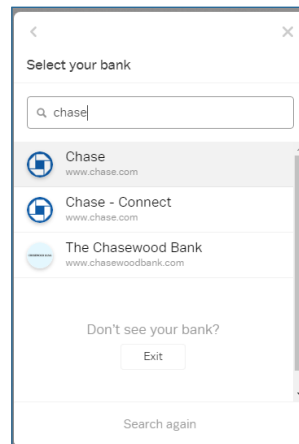 Select your bank
chase
Chase
www.chase.com
Chase - Connect
www.chase.com
The Chasewood Bank
www.chasewoodbank.com
Don't see your bank?
Exit
Search again